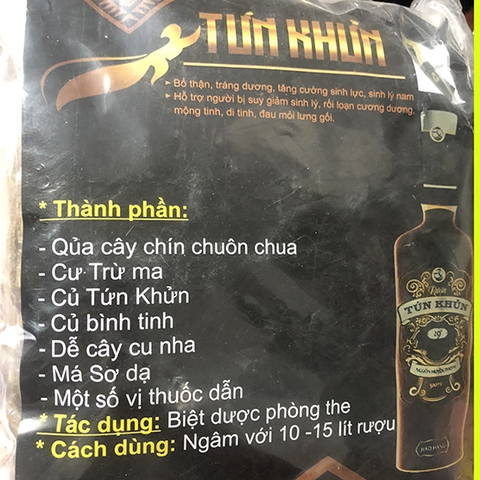 TỨN KHỬN
▸ Bổ thận, tráng dương, tăng cường sinh lực, sinh lý nam
▸ Hỗ trợ người bị suy giảm sinh lý, rối loạn cương dương,
mộng tinh, di tinh, đau mỏi lưng gối.
* Thành phần:
- Qủa cây chín chuôn chua
- Cư Trừ ma
- Củ Tứn Khửn
- Củ bình tinh
- Dễ cây cu nha
- Má Sợ dạ
- Một số vị thuốc dẫn
* Tác dụng: Biệt dược phòng the
* Cách dùng: Ngâm với 10 -15 lít rượu
Rượu
TỨN KHỬN